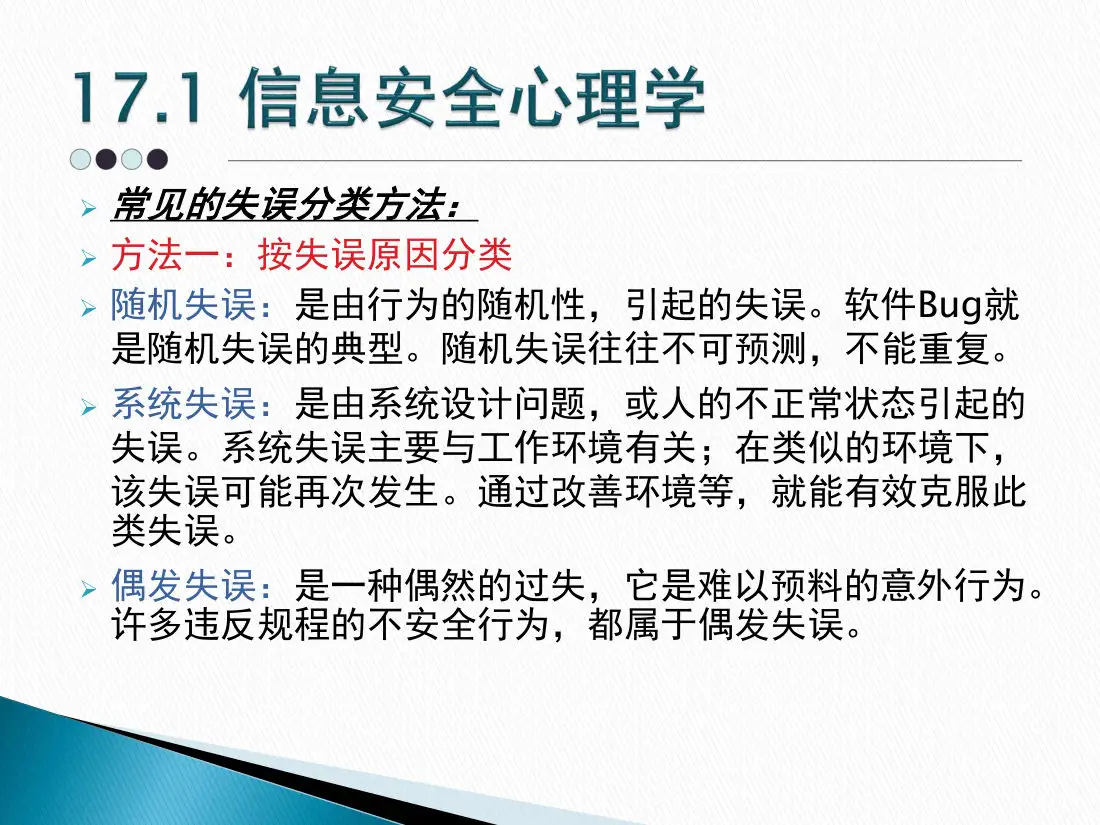 17.1 信息安全心理学
常见的失误分类方法：
方法一：按失误原因分类
随机失误：是由行为的随机性，引起的失误。软件Bug就
是随机失误的典型。随机失误往往不可预测，不能重复。
系统失误：是由系统设计问题，或人的不正常状态引起的
失误。系统失误主要与工作环境有关；在类似的环境下，
该失误可能再次发生。通过改善环境等，就能有效克服此
类失误。
偶发失误：是一种偶然的过失，它是难以预料的意外行为。
许多违反规程的不安全行为，都属于偶发失误。